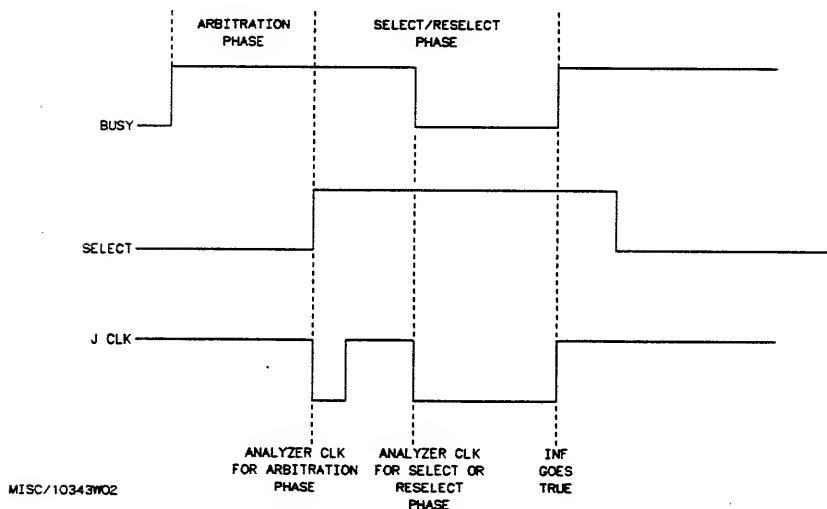 ARBITRATION
PHASE
SELECT/RESELECT
PHASE
BUSY
SELECT
J CLK
ANALYZER CLK
FOR ARBITRATION
PHASE
ANALYZER CLK
FOR SELECT OR
RESELECT
PHASE
INF
GOES
TRUE
MISC/10343W02